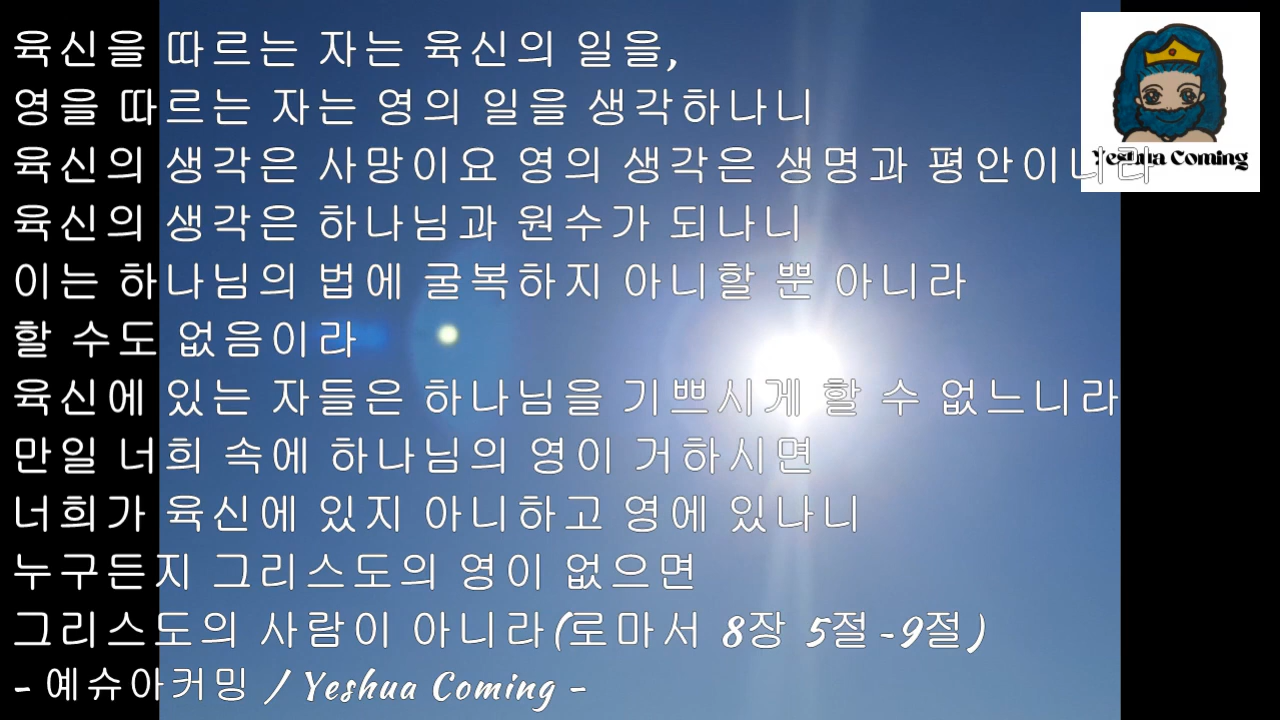 육신을 따르는 자는 육신의 일을,
영을 따르는 자는 영의 일을 생각하나니
육신의 생각은 사망이요 영의 생각은 생명과 평안이니라
육신의 생각은 하나님과 원수가 되나니
이는 하나님의 법에 굴복하지 아니할 뿐 아니라
할 수도 없음이라
육신에 있는 자들은 하나님을 기쁘시게 할 수 없느니라
만일 너희 속에 하나님의 영이 거하시면
너희가 육신에 있지 아니하고 영에 있나니
누구든지 그리스도의 영이 없으면
그리스도의 사람이 아니라(로마서 8장 5절-9절)
- 예슈아커밍 / Yeshua Coming -
Yeshua Coming